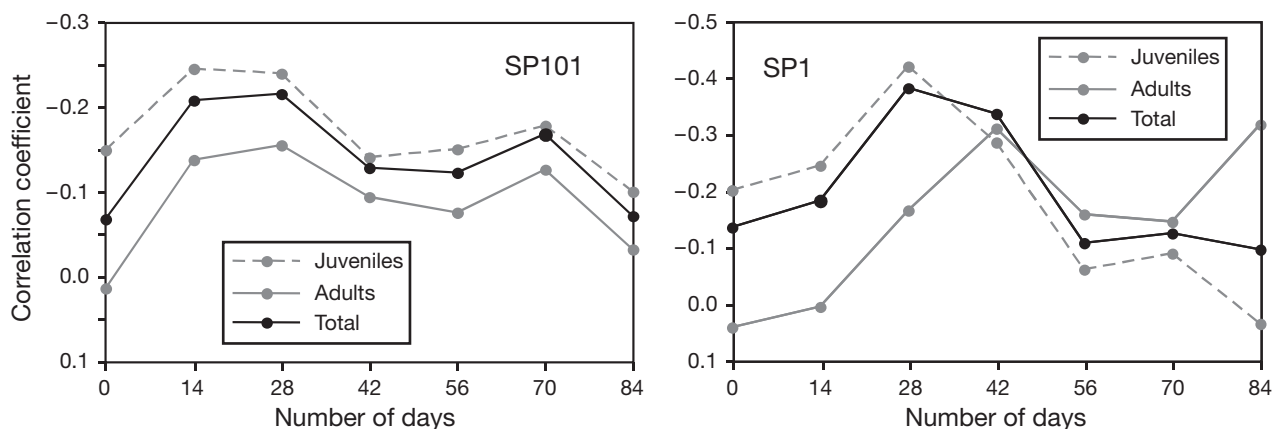 Correlation coefficient
−0.3
−0.2
−0.1
0.0
0.1
SP101
Juveniles
Adults
Total
0 14 28 42 56 70 84
Number of days
−0.5
−0.4
−0.3
−0.2
−0.1
0.0
0.1
SP1
Juveniles
Adults
Total
0 14 28 42 56 70 84
Number of days